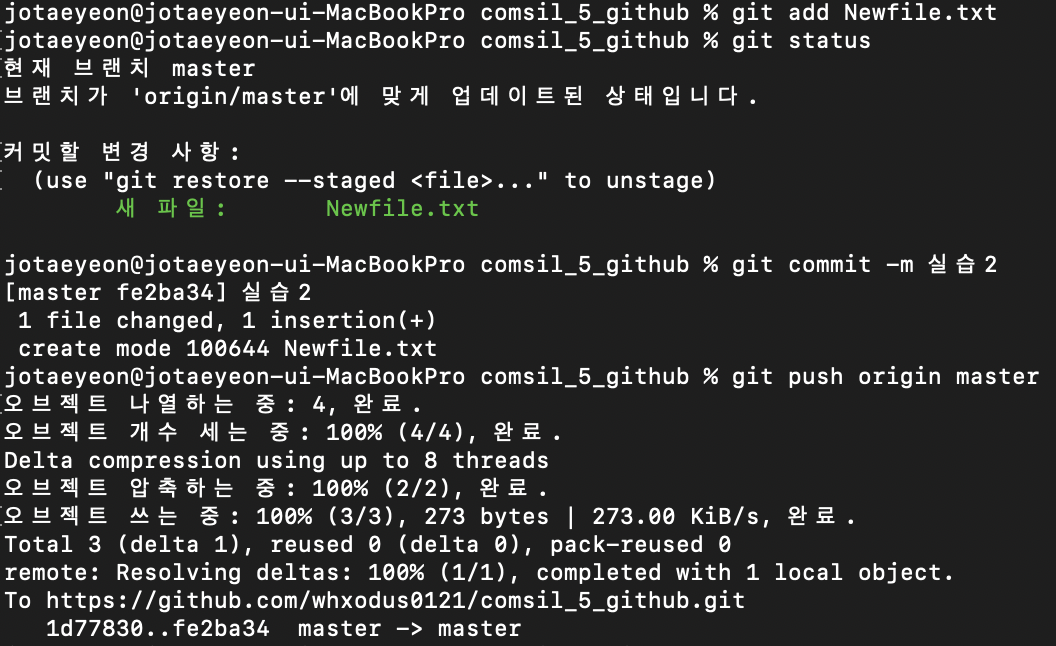 jotaeyeon@jotaeyeon-ui-MacBookPro comsil_5_github % git add Newfile.txt
jotaeyeon@jotaeyeon-ui-MacBookPro comsil_5_github % git status
현재 브랜치 master
브랜치가 'origin/master'에 맞게 업데이트된 상태입니다.
커밋할 변경 사항:
(use "git restore --staged <file>..." to unstage)
새 파일: Newfile.txt
jotaeyeon@jotaeyeon-ui-MacBookPro comsil_5_github % git commit -m 실습2
[master fe2ba34] 실습2
1 file changed, 1 insertion(+)
create mode 100644 Newfile.txt
jotaeyeon@jotaeyeon-ui-MacBookPro comsil_5_github % git push origin master
오브젝트 나열하는 중: 4, 완료.
오브젝트 개수 세는 중: 100% (4/4), 완료.
Delta compression using up to 8 threads
오브젝트 압축하는 중: 100% (2/2), 완료.
오브젝트 쓰는 중: 100% (3/3), 273 bytes | 273.00 KiB/s, 완료.
Total 3 (delta 1), reused 0 (delta 0), pack-reused 0
remote: Resolving deltas: 100% (1/1), completed with 1 local object.
To https://github.com/whxodus0121/comsil_5_github.git
1d77830..fe2ba34 master -> master